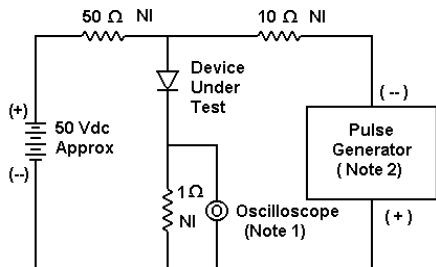 50 Ω NI
10 Ω NI
Device
Under
Test
(+)
50 Vdc
Approx
(--)
(--)
Pulse
Generator
( Note 2)
(+)
1Ω
NI
Oscilloscope
(Note 1)